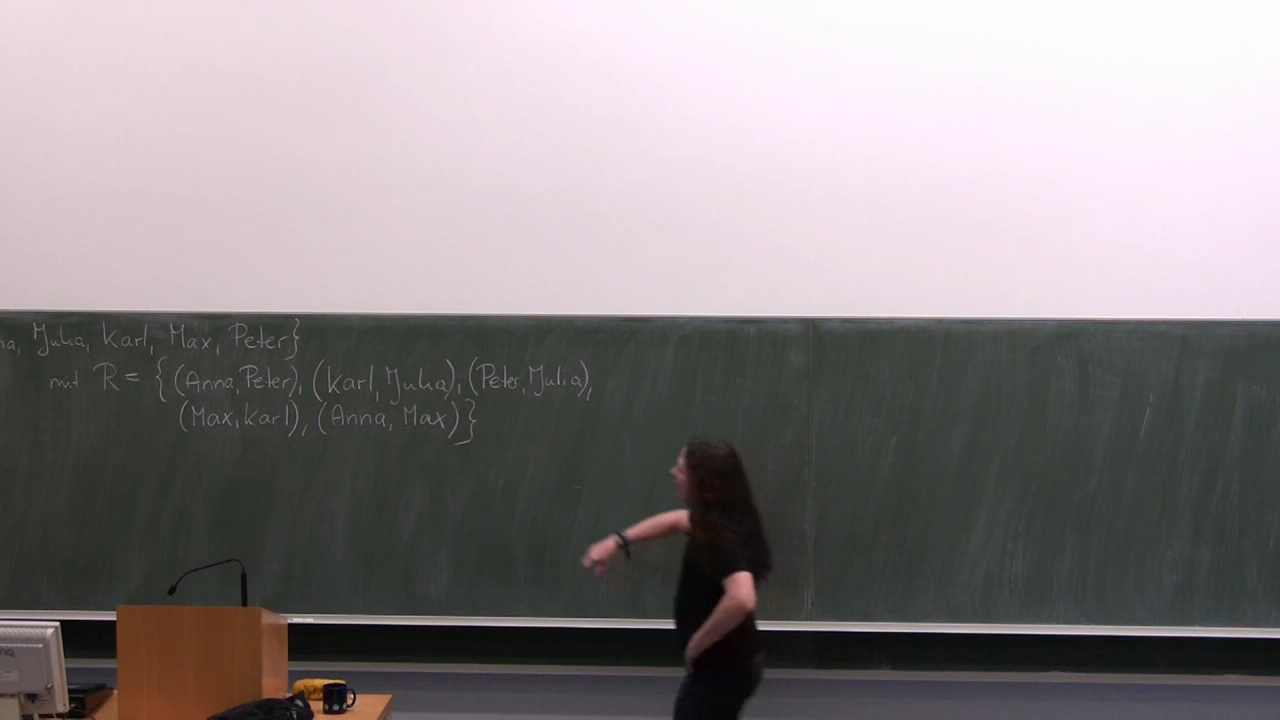 na, Julia, Karl, Max, Peter}
mit R = {(Anna, Peter), (Karl, Julia), (Peter, Julia),
(Max, Karl), (Anna, Max)}